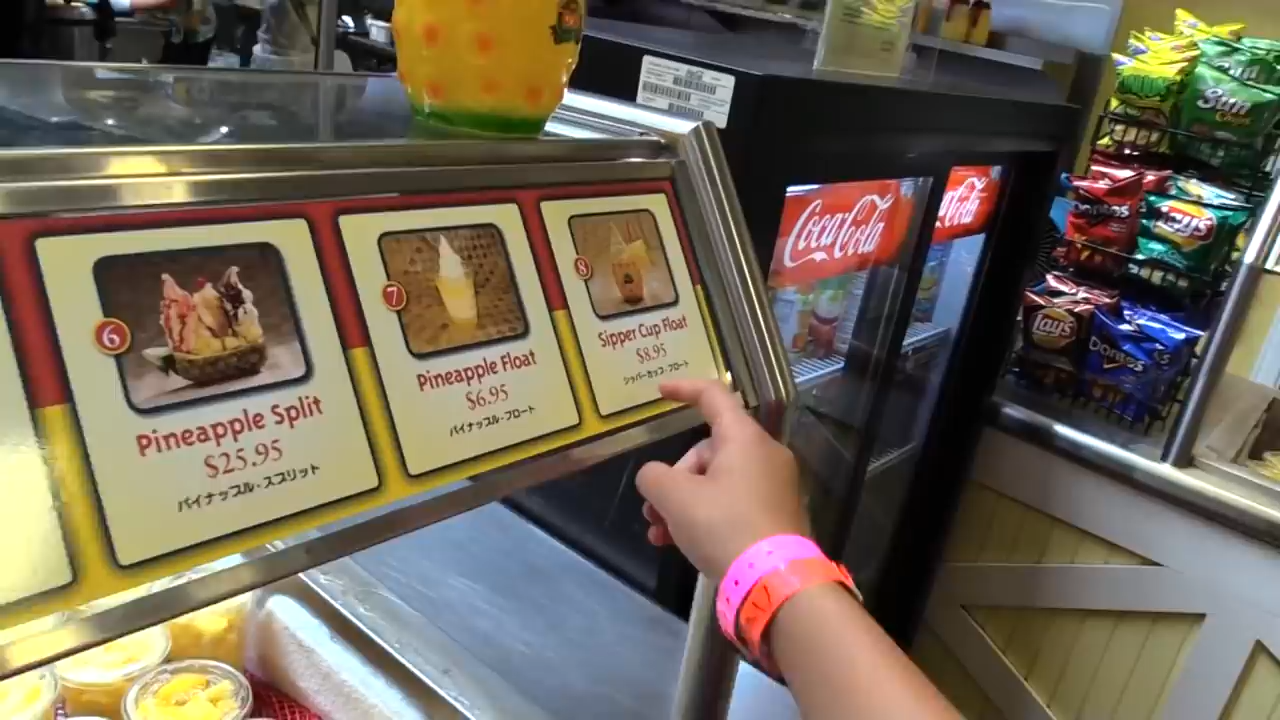 6
Pineapple Split
$25.95
パイナップル・スプリット
7
Pineapple Float
$6.95
パイナップル・フロート
8
Sipper Cup Float
$8.95
シッパーカップ・フロート
Coca-Cola
Coca-Cola
Sun
Doritos
Lay's
Lay's
Doritos